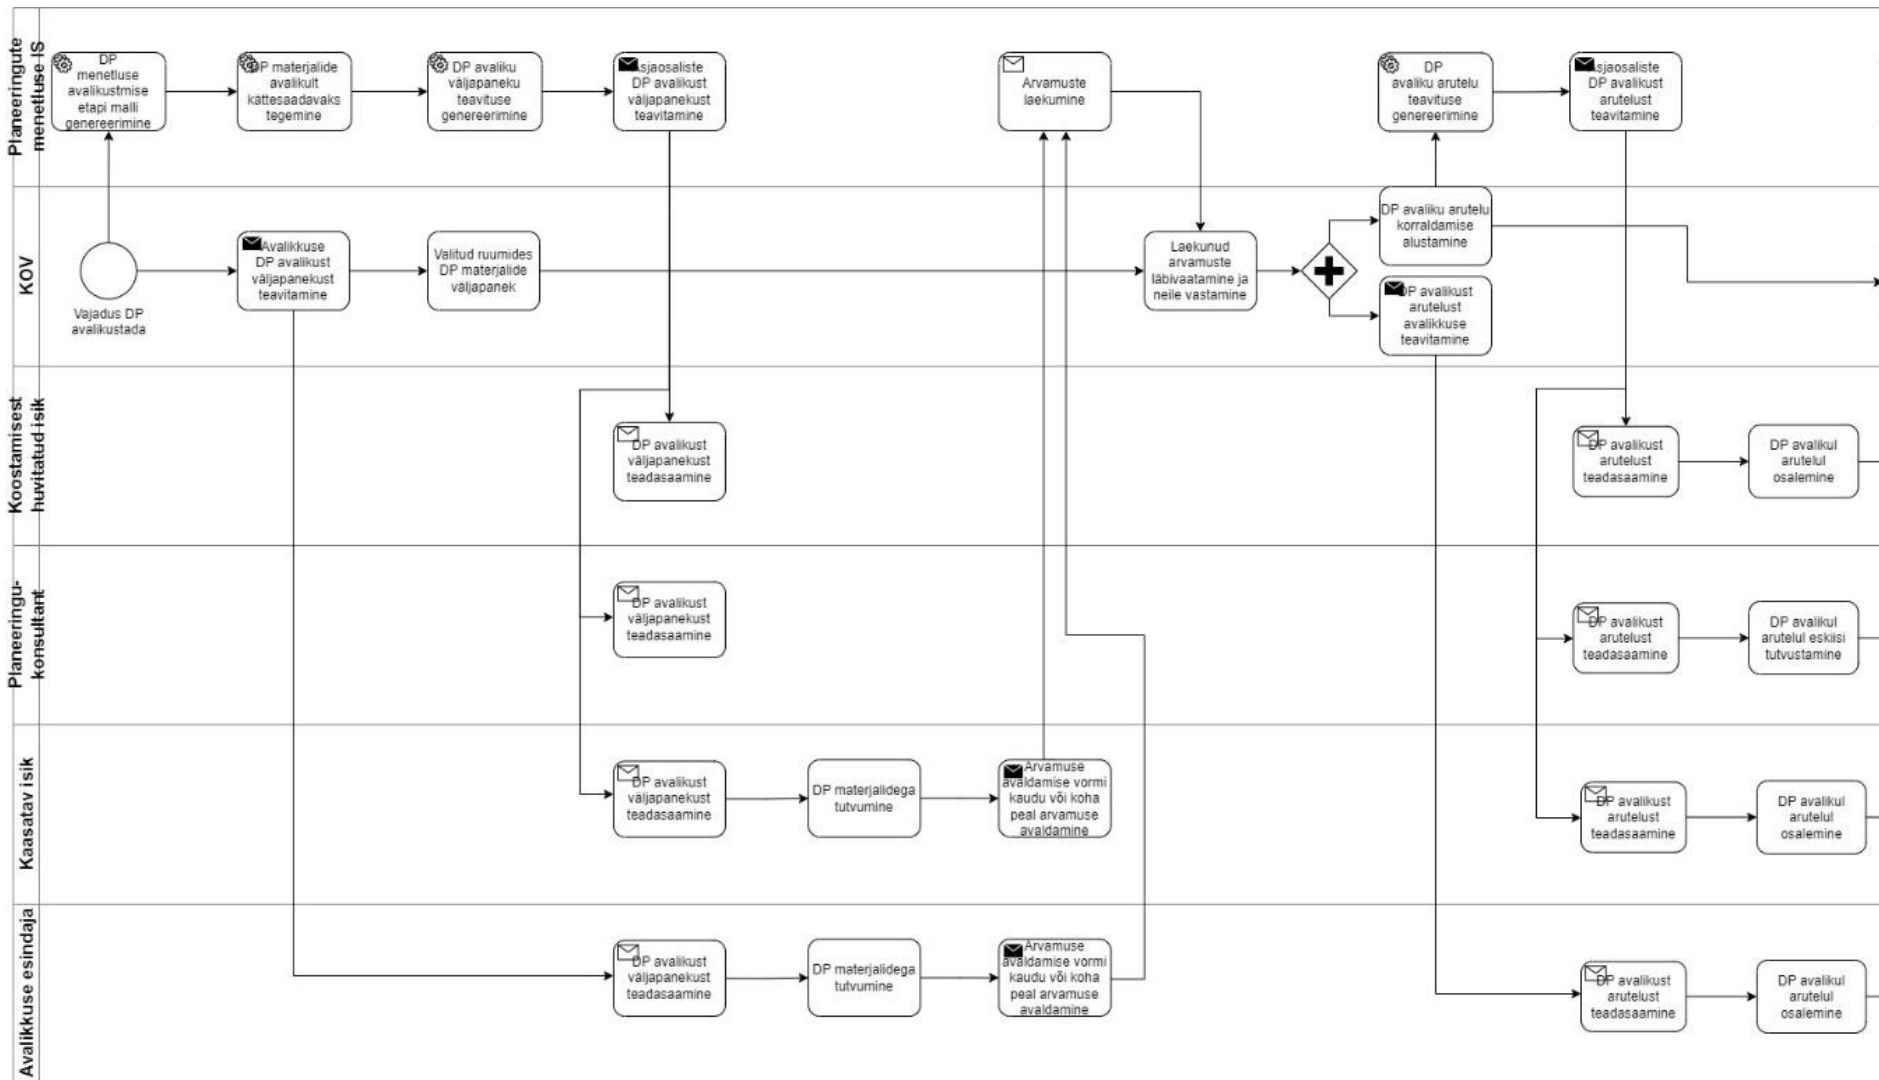 Planeeringute
menetluse IS
DP
menetluse
avalikustmise
etapi malli
genereerimine
DP materjalide
avalikult
kättesaadavaks
tegemine
DP avaliku
väljapaneku
teavituse
genereerimine
Asjaosaliste
DP avalikust
väljapanekust
teavitamine
Arvamuste
laekumine
DP
avaliku arutelu
teavituse
genereerimine
Asjaosaliste
DP avalikust
arutelust
teavitamine
KOV
Vajadus DP
avalikustada
Avalikkuse
DP avalikust
väljapanekust
teavitamine
Valitud ruumides
DP materjalide
väljapanek
Laekunud
arvamuste
läbivaatamine ja
neile vastamine
DP avaliku arutelu
korraldamise
alustamine
DP avalikust
arutelust
avalikkuse
teavitamine
Koostamisest
huvitatud isik
DP avalikust
väljapanekust
teadasaamine
DP avalikust
arutelust
teadasaamine
DP avalikul
arutelul
osalemine
Planeeringu-
konsultant
DP avalikust
väljapanekust
teadasaamine
DP avalikust
arutelust
teadasaamine
DP avalikul
arutelul eskiisi
tutvustamine
Kaasatav isik
DP avalikust
väljapanekust
teadasaamine
DP materjalidega
tutvumine
Arvamuse
avaldamise vormi
kaudu või koha
peal arvamuse
avaldamine
DP avalikust
arutelust
teadasaamine
DP avalikul
arutelul
osalemine
Avalikkuse esindaja
DP avalikust
väljapanekust
teadasaamine
DP materjalidega
tutvumine
Arvamuse
avaldamise vormi
kaudu või koha
peal arvamuse
avaldamine
DP avalikust
arutelust
teadasaamine
DP avalikul
arutelul
osalemine